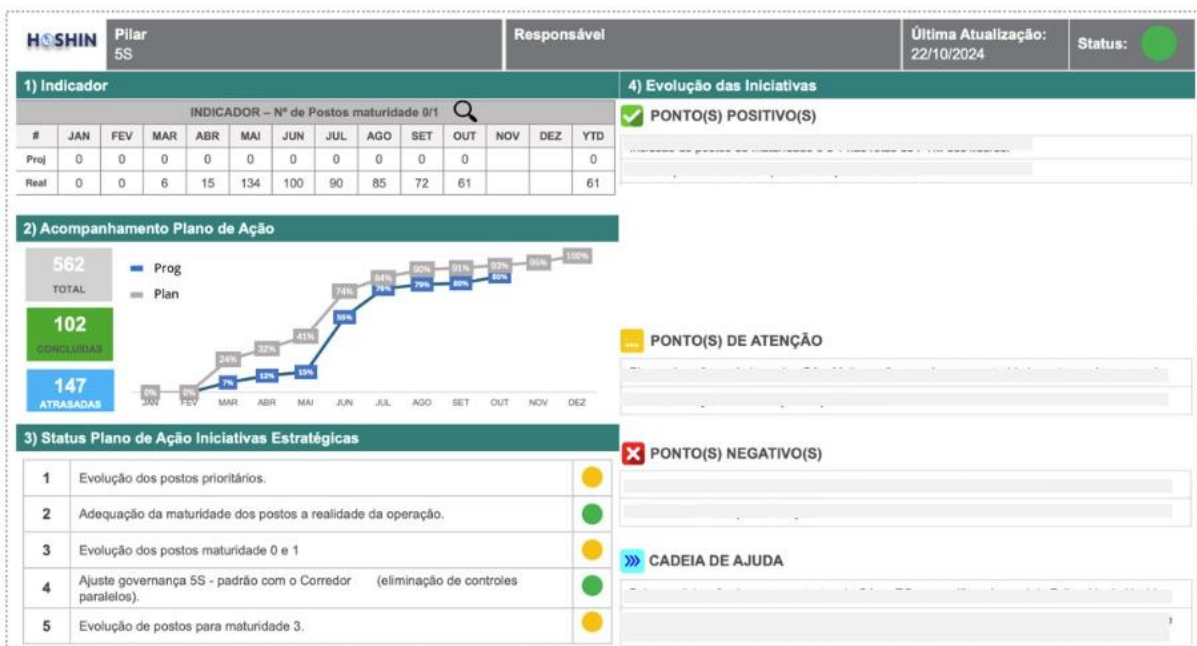 HOSHIN
Pilar
5S
Responsável
Última Atualização:
22/10/2024
Status:
1) Indicador
INDICADOR – Nº de Postos maturidade 0/1
# JAN FEV MAR ABR MAI JUN JUL AGO SET OUT NOV DEZ YTD
Proj 0 0 0 0 0 0 0 0 0 0 0
Real 0 0 6 15 134 100 90 85 72 61 61
2) Acompanhamento Plano de Ação
562
TOTAL
102
CONCLUÍDAS
147
ATRASADAS
Prog
Plan
0% 0% 24% 32% 41% 74% 84% 90% 91% 93% 100%
7% 12% 15% 55% 79% 80% 80%
JAN FEV MAR ABR MAI JUN JUL AGO SET OUT NOV DEZ
3) Status Plano de Ação Iniciativas Estratégicas
1 Evolução dos postos prioritários.
2 Adequação da maturidade dos postos a realidade da operação.
3 Evolução dos postos maturidade 0 e 1
4 Ajuste governança 5S - padrão com o Corredor (eliminação de controles
paralelos).
5 Evolução de postos para maturidade 3.
4) Evolução das Iniciativas
PONTO(S) POSITIVO(S)
PONTO(S) DE ATENÇÃO
PONTO(S) NEGATIVO(S)
CADEIA DE AJUDA